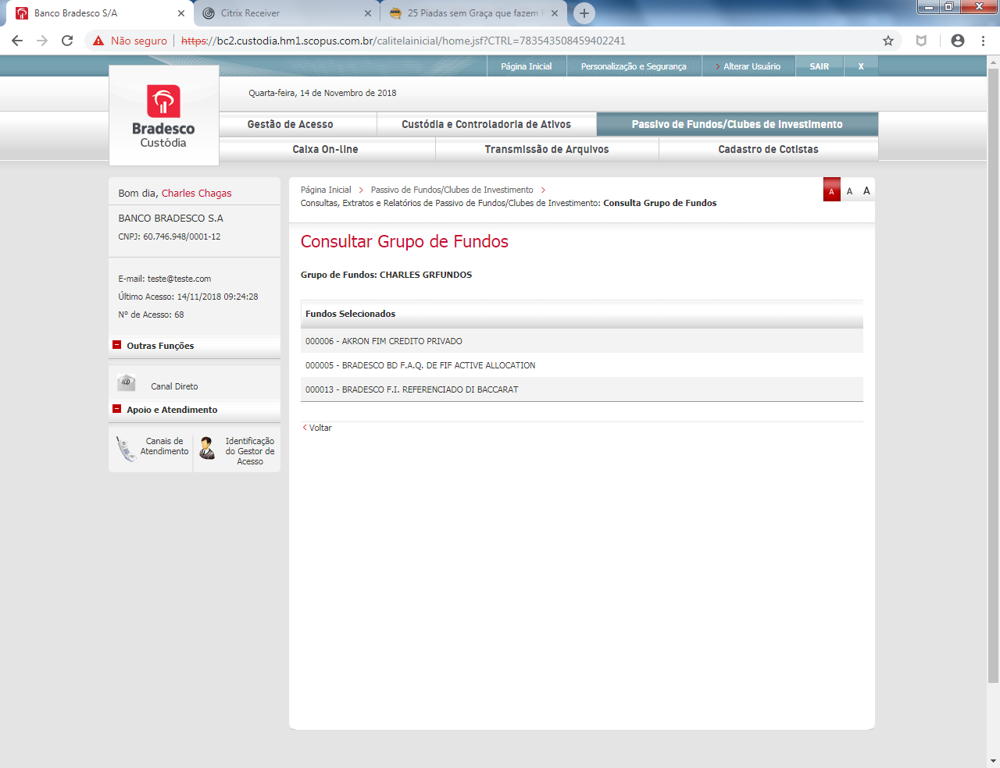 Banco Bradesco S/A
Citrix Receiver
25 Piadas sem Graça que fazem
Não seguro
https://bc2.custodia.hm1.scopus.com.br/calitelainicial/home.jsf?CTRL=783543508459402241
Página Inicial
Personalização e Segurança
Alterar Usuário
SAIR
X
Bradesco
Custódia
Quarta-feira, 14 de Novembro de 2018
Gestão de Acesso
Custódia e Controladoria de Ativos
Passivo de Fundos/Clubes de Investimento
Caixa On-line
Transmissão de Arquivos
Cadastro de Cotistas
Bom dia, Charles Chagas
BANCO BRADESCO S.A
CNPJ: 60.746.948/0001-12
E-mail: teste@teste.com
Último Acesso: 14/11/2018 09:24:28
Nº de Acesso: 68
Outras Funções
Canal Direto
Apoio e Atendimento
Canais de
Atendimento
Identificação
do Gestor de
Acesso
Página Inicial > Passivo de Fundos/Clubes de Investimento >
Consultas, Extratos e Relatórios de Passivo de Fundos/Clubes de Investimento: Consulta Grupo de Fundos
A A A
Consultar Grupo de Fundos
Grupo de Fundos: CHARLES GRFUNDOS
Fundos Selecionados
000006 - AKRON FIM CREDITO PRIVADO
000005 - BRADESCO BD F.A.Q. DE FIF ACTIVE ALLOCATION
000013 - BRADESCO F.I. REFERENCIADO DI BACCARAT
< Voltar